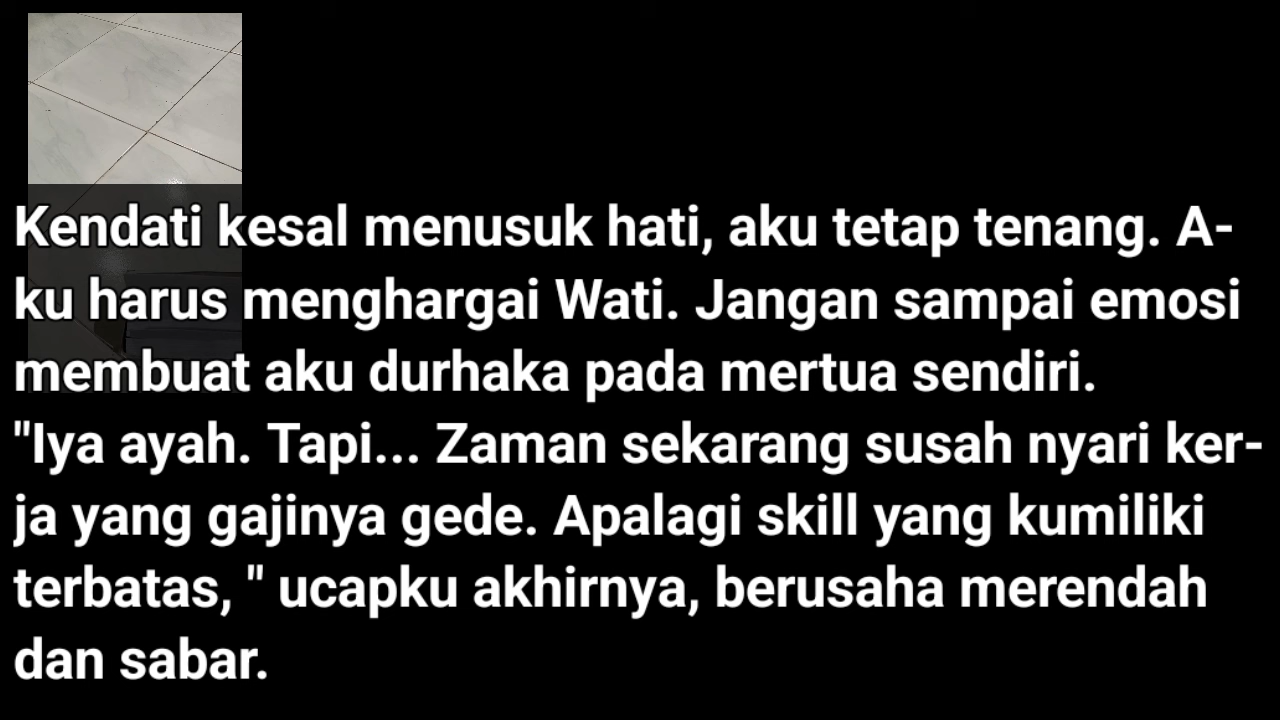 Kendati kesal menusuk hati, aku tetap tenang. A-
ku harus menghargai Wati. Jangan sampai emosi
membuat aku durhaka pada mertua sendiri.
"Iya ayah. Tapi... Zaman sekarang susah nyari ker-
ja yang gajinya gede. Apalagi skill yang kumiliki
terbatas, " ucapku akhirnya, berusaha merendah
dan sabar.